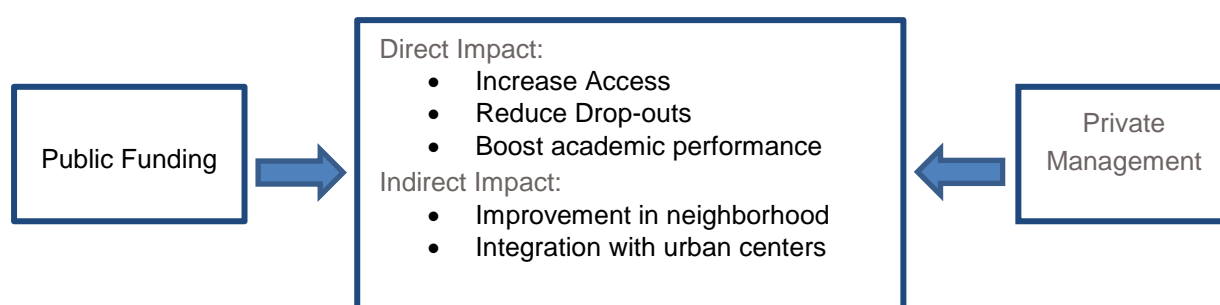 Public Funding
Direct Impact:
• Increase Access
• Reduce Drop-outs
• Boost academic performance
Indirect Impact:
• Improvement in neighborhood
• Integration with urban centers
Private
Management